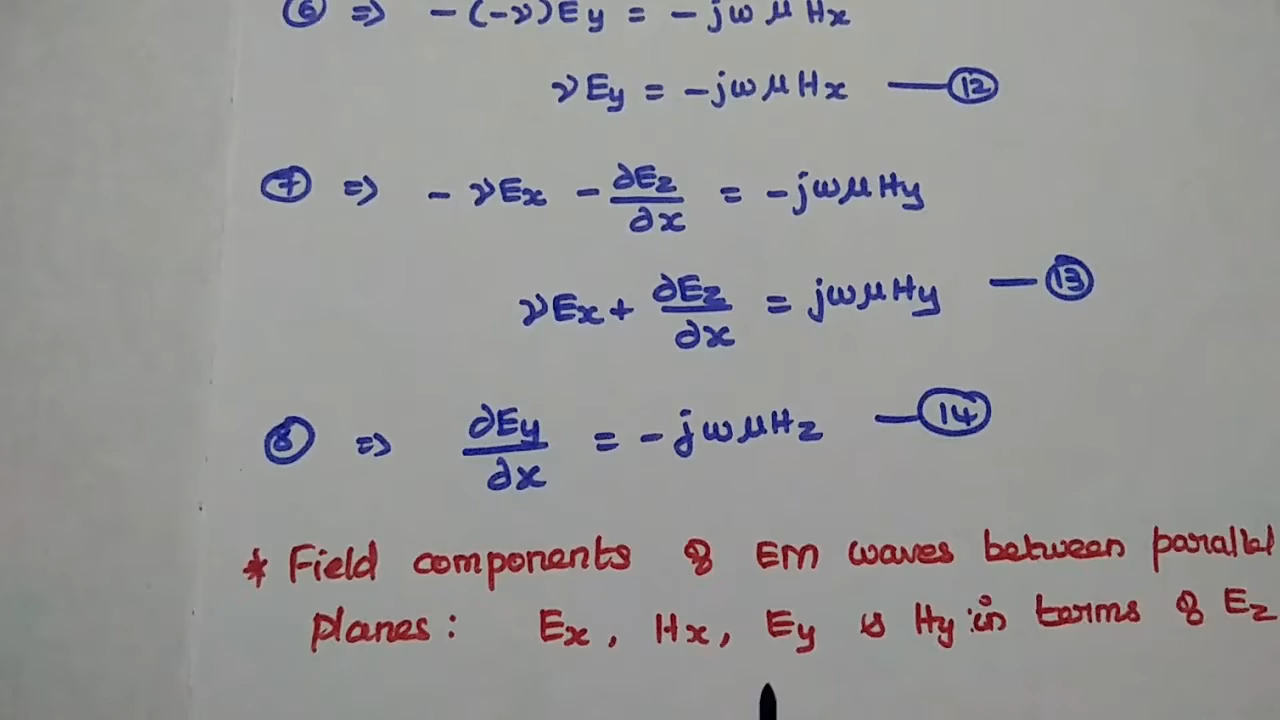 ⑥ ⇒ - (-γ)Ey = -jωμHx
γEy = -jωμHx —⑫
⑦ ⇒ - γEx - ∂Ez/∂x = -jωμHy
γEx + ∂Ez/∂x = jωμHy —⑬
⑧ ⇒ ∂Ey/∂x = -jωμHz —⑭
* Field components of EM waves between parallel
planes: Ex, Hx, Ey & Hy in terms of Ez